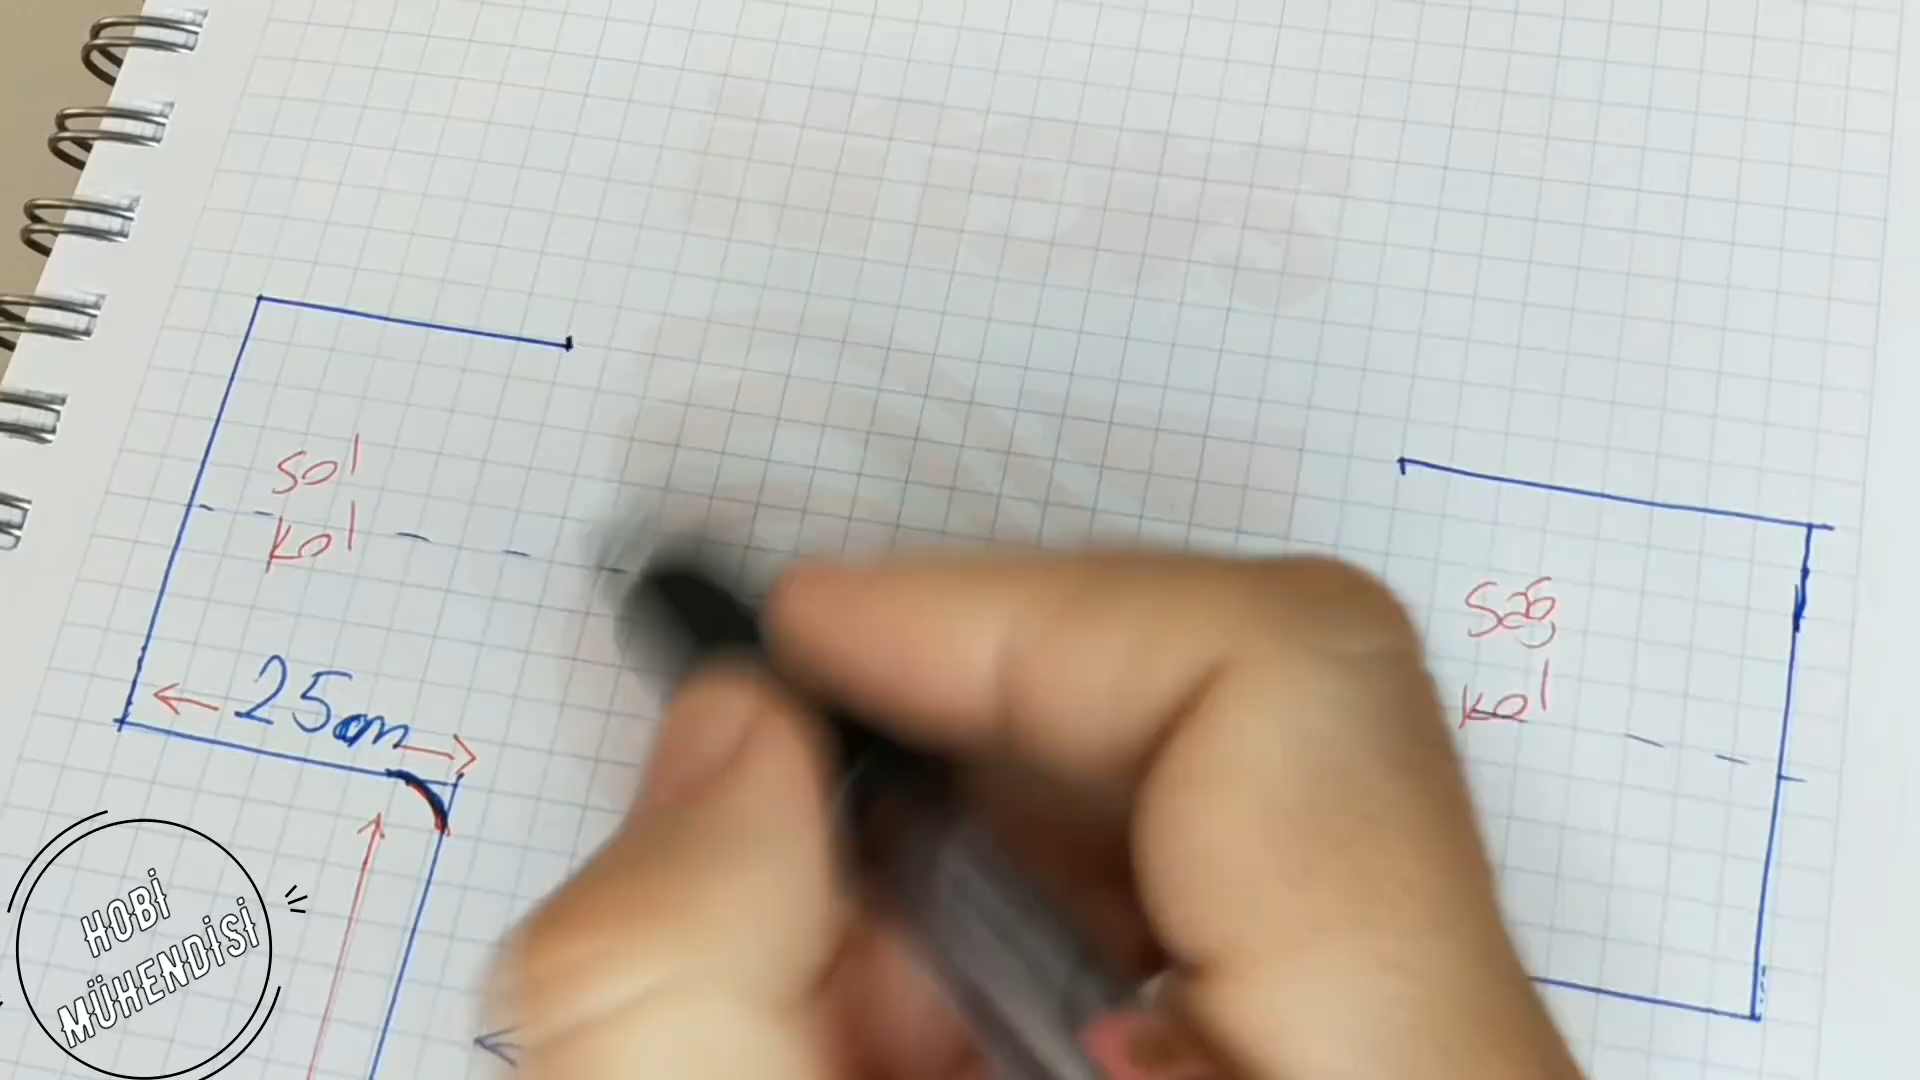 sol
kol
25cm
Sağ
kol
HOBİ
MÜHENDİSİ